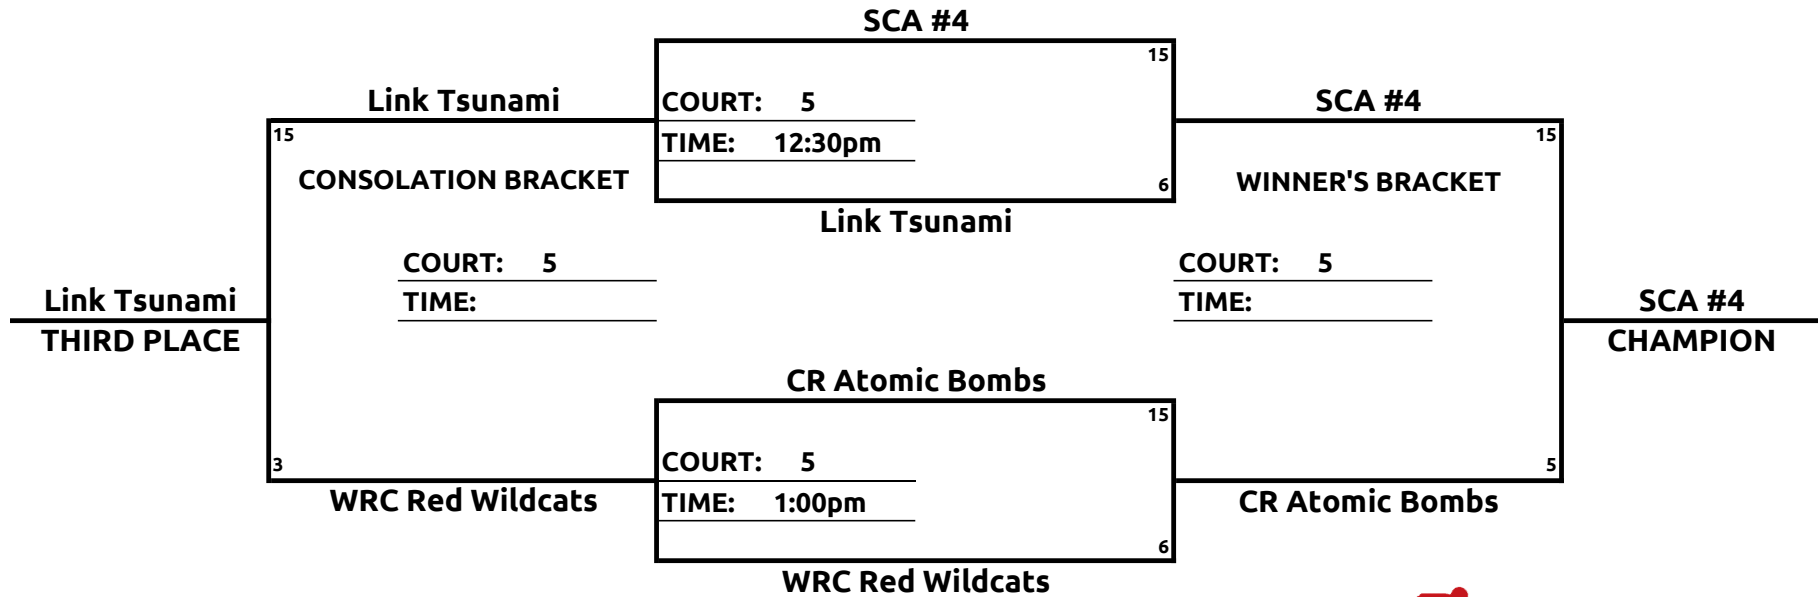 SCA #4
15
Link Tsunami
COURT: 5
SCA #4
15
TIME: 12:30pm
15
CONSOLATION BRACKET
6
WINNER'S BRACKET
Link Tsunami
COURT: 5
COURT: 5
Link Tsunami
TIME:
TIME:
SCA #4
THIRD PLACE
CHAMPION
CR Atomic Bombs
15
3
COURT: 5
5
WRC Red Wildcats
TIME: 1:00pm
CR Atomic Bombs
6
WRC Red Wildcats